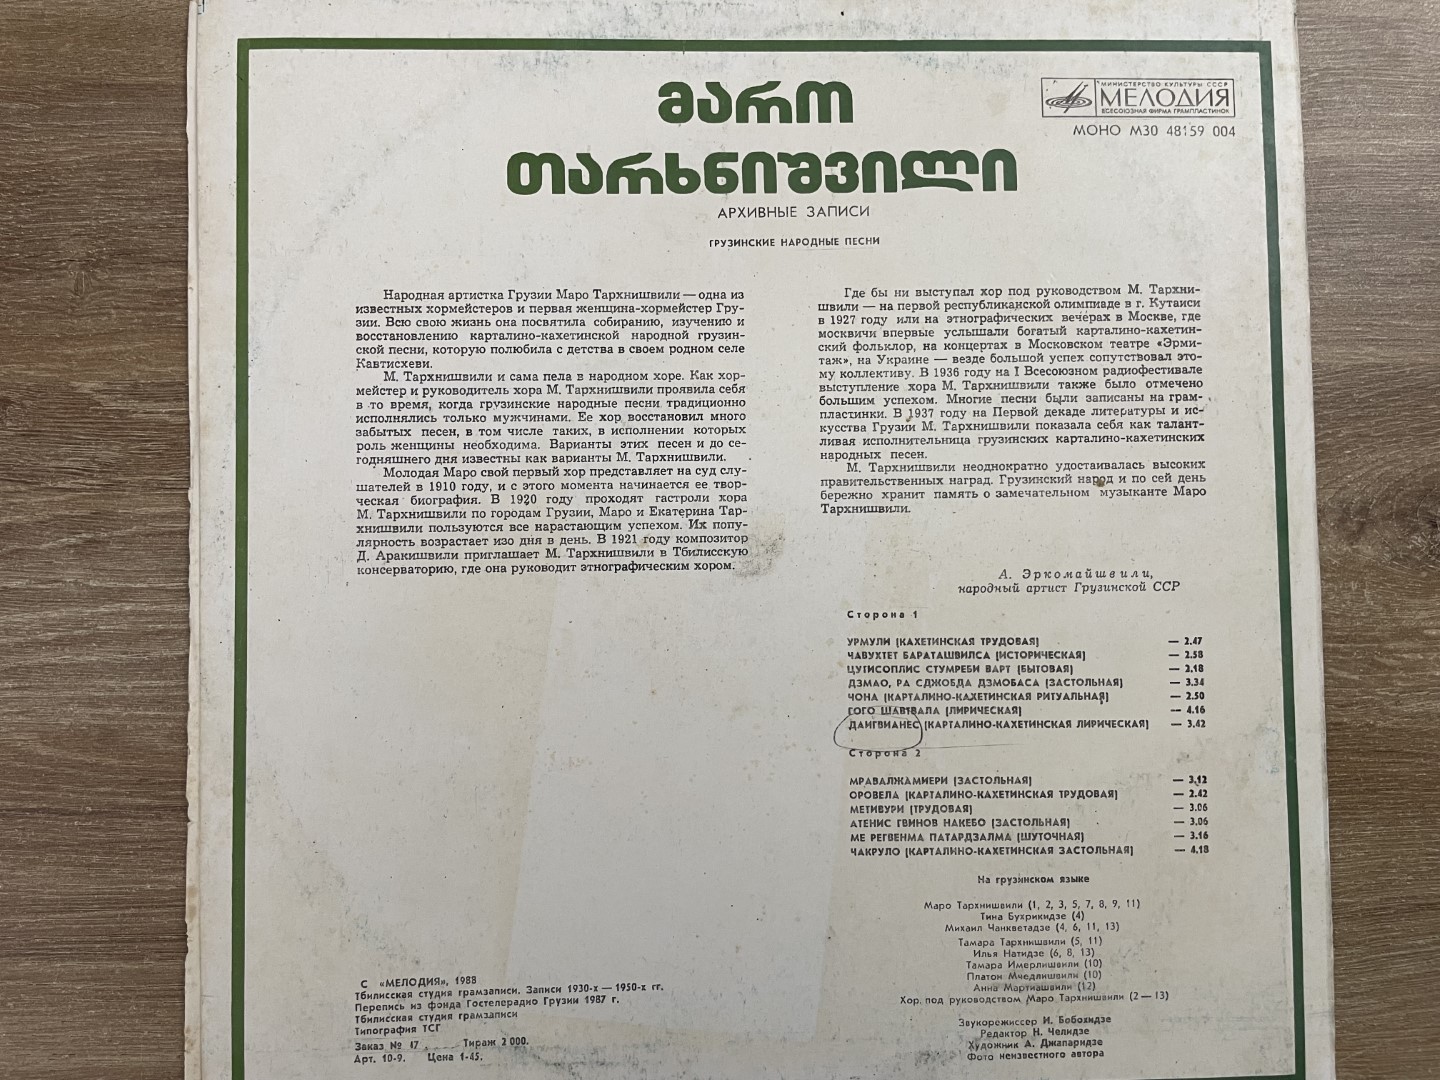 მარო
თარხნიშვილი
АРХИВНЫЕ ЗАПИСИ
ГРУЗИНСКИЕ НАРОДНЫЕ ПЕСНИ
МИНИСТЕРСТВО КУЛЬТУРЫ СССР
МЕЛОДИЯ
ВСЕСОЮЗНАЯ ФИРМА ГРАМПЛАСТИНОК
МОНО М30 48159 004
Народная артистка Грузии Маро Тархнишвили — одна из
известных хормейстеров и первая женщина-хормейстер Гру-
зии. Всю свою жизнь она посвятила собиранию, изучению и
восстановлению карталино-кахетинской народной грузин-
ской песни, которую полюбила с детства в своем родном селе
Кавтисхеви.
М. Тархнишвили и сама пела в народном хоре. Как хор-
мейстер и руководитель хора М. Тархнишвили проявила себя
в то время, когда грузинские народные песни традиционно
исполнялись только мужчинами. Ее хор восстановил много
забытых песен, в том числе таких, в исполнении которых
роль женщины необходима. Варианты этих песен и до се-
годняшнего дня известны как варианты М. Тархнишвили.
Молодая Маро свой первый хор представляет на суд слу-
шателей в 1910 году, и с этого момента начинается ее твор-
ческая биография. В 1920 году проходят гастроли хора
М. Тархнишвили по городам Грузии, Маро и Екатерина Тар-
хнишвили пользуются все нарастающим успехом. Их попу-
лярность возрастает изо дня в день. В 1921 году композитор
Д. Аракишвили приглашает М. Тархнишвили в Тбилисскую
консерваторию, где она руководит этнографическим хором.
Где бы ни выступал хор под руководством М. Тархни-
швили — на первой республиканской олимпиаде в г. Кутаиси
в 1927 году или на этнографических вечерах в Москве, где
москвичи впервые услышали богатый карталино-кахетин-
ский фольклор, на концертах в Московском театре «Эрми-
таж», на Украине — везде большой успех сопутствовал это-
му коллективу. В 1936 году на I Всесоюзном радиофестивале
выступление хора М. Тархнишвили также было отмечено
большим успехом. Многие песни были записаны на грам-
пластинки. В 1937 году на Первой декаде литературы и ис-
кусства Грузии М. Тархнишвили показала себя как талант-
ливая исполнительница грузинских карталино-кахетинских
народных песен.
М. Тархнишвили неоднократно удостаивалась высоких
правительственных наград. Грузинский народ и по сей день
бережно хранит память о замечательном музыканте Маро
Тархнишвили.
А. Эркомайшвили,
народный артист Грузинской ССР
Сторона 1
УРМУЛИ [КАХЕТИНСКАЯ ТРУДОВАЯ] — 2.47
ЧАВУХТЕТ БАРАТАШВИЛСА [ИСТОРИЧЕСКАЯ] — 2.58
ЦУТИСОПЛИС СТУМРЕБИ ВАРТ [БЫТОВАЯ] — 2.18
ДЗМАО, РА СДЖОБДА ДЗМОБАСА [ЗАСТОЛЬНАЯ] — 3.34
ЧОНА [КАРТАЛИНО-КАХЕТИНСКАЯ РИТУАЛЬНАЯ] — 2.50
ГОГО ШАВТВАЛА [ЛИРИЧЕСКАЯ] — 4.16
ДАИГВИАНЕС [КАРТАЛИНО-КАХЕТИНСКАЯ ЛИРИЧЕСКАЯ] — 3.42
Сторона 2
МРАВАЛЖАМИЕРИ [ЗАСТОЛЬНАЯ] — 3.12
ОРОВЕЛА [КАРТАЛИНО-КАХЕТИНСКАЯ ТРУДОВАЯ] — 2.42
МЕТИВУРИ [ТРУДОВАЯ] — 3.06
АТЕНИС ГВИНОВ НАКЕБО [ЗАСТОЛЬНАЯ] — 3.06
МЕ РЕГВЕНМА ПАТАРДЗАЛМА [ШУТОЧНАЯ] — 3.16
ЧАКРУЛО [КАРТАЛИНО-КАХЕТИНСКАЯ ЗАСТОЛЬНАЯ] — 4.18
На грузинском языке
Маро Тархнишвили (1, 2, 3, 5, 7, 8, 9, 11)
Тина Бухрикидзе (4)
Михаил Чанкветадзе (4, 6, 11, 13)
Тамара Тархнишвили (5, 11)
Илья Натидзе (6, 8, 13)
Тамара Имерлишвили (10)
Платон Мчедлишвили (10)
Анна Мартиашвили (12)
Хор под руководством Маро Тархнишвили (2—13)
Звукорежиссер И. Бобохидзе
Редактор Н. Челидзе
Художник А. Джапаридзе
Фото неизвестного автора
С «МЕЛОДИЯ», 1988
Тбилисская студия грамзаписи. Записи 1930-х — 1950-х гг.
Перепись из фонда Гостелерадио Грузии 1987 г.
Тбилисская студия грамзаписи
Типография ТСГ
Заказ № 17. Тираж 2 000.
Арт. 10-9. Цена 1-45.